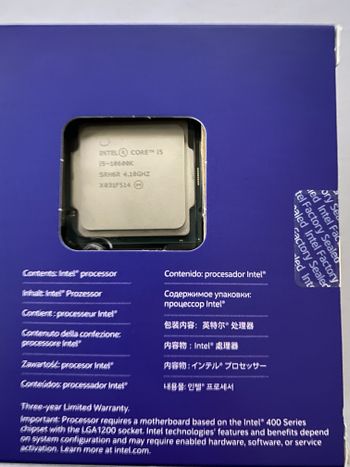 INTEL® CORE™ i5
i5-10600K
SRH6R 4.10GHZ
X031F514
Intel Factory Sealed
Contents: Intel® processor
Inhalt: Intel® Prozessor
Content : processeur Intel®
Contenuto della confezione:
processore Intel®
Zawartość: procesor Intel®
Conteúdos: processador Intel®
Contenido: procesador Intel®
Содержимое упаковки:
процессор Intel®
包装内容: 英特尔® 处理器
內容物 : Intel® 處理器
内容物: インテル® プロセッサー
내용물: 인텔® 프로세서
Three-year Limited Warranty.
Important: Processor requires a motherboard based on the Intel® 400 Series
chipset with the LGA1200 socket. Intel technologies' features and benefits depend
on system configuration and may require enabled hardware, software, or service
activation. Learn more at intel.com.